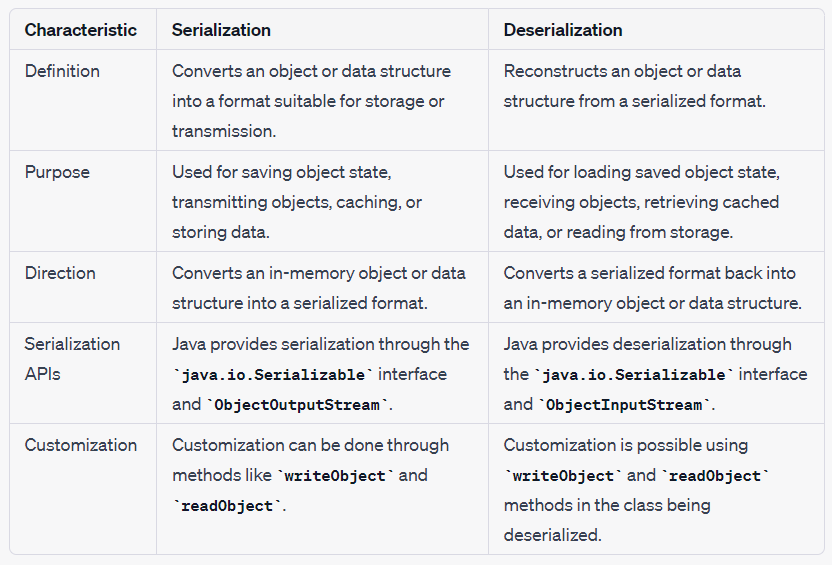 Characteristic Serialization Deserialization
Definition
Converts an object or data structure
into a format suitable for storage or
transmission.
Reconstructs an object or data
structure from a serialized format.
Purpose
Used for saving object state,
transmitting objects, caching, or
storing data.
Used for loading saved object state,
receiving objects, retrieving cached
data, or reading from storage.
Direction
Converts an in-memory object or data
structure into a serialized format.
Converts a serialized format back into
an in-memory object or data structure.
Serialization
APIs
Java provides serialization through the
`java.io.Serializable` interface
and `ObjectOutputStream`.
Java provides deserialization through
the `java.io.Serializable` interface
and `ObjectInputStream`.
Customization
Customization can be done through
methods like `writeObject` and
`readObject`.
Customization is possible using
`writeObject` and `readObject`
methods in the class being
deserialized.